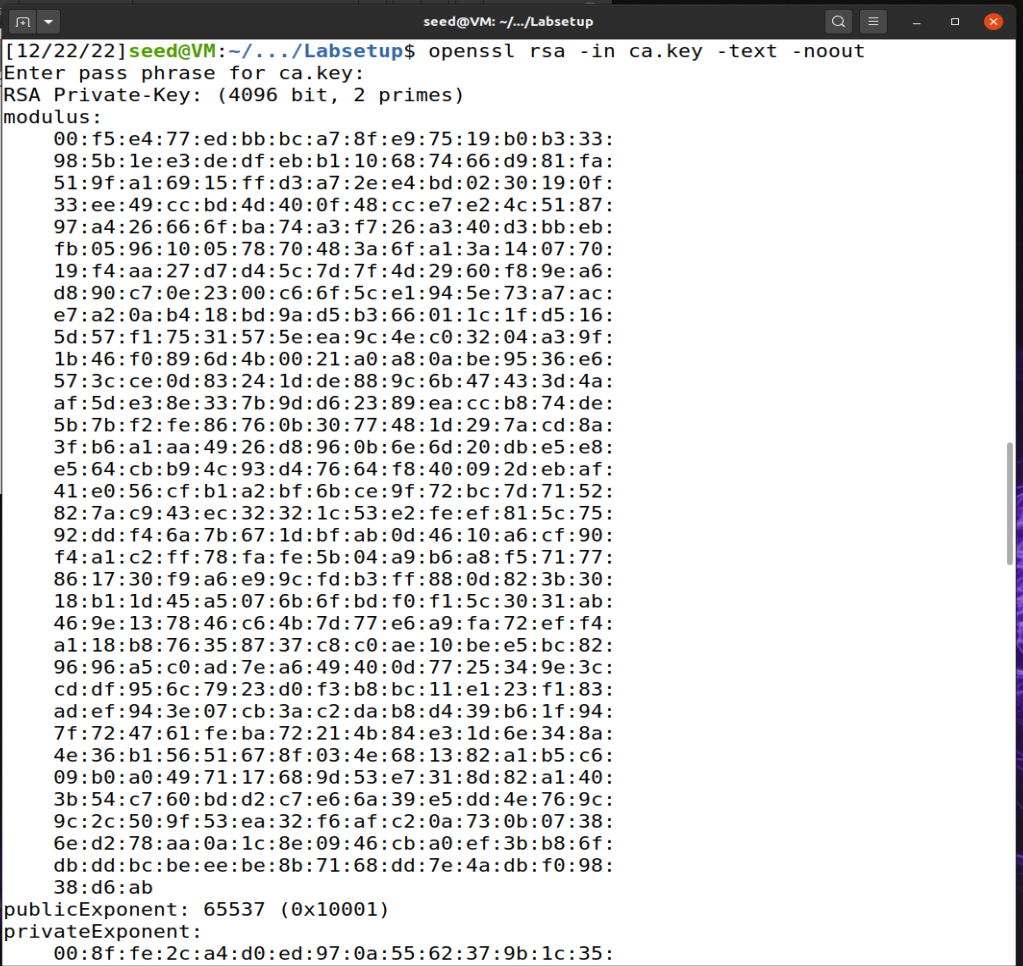 seed@VM: ~/.../Labsetup
[12/22/22]seed@VM:~/.../Labsetup$ openssl rsa -in ca.key -text -noout
Enter pass phrase for ca.key:
RSA Private-Key: (4096 bit, 2 primes)
modulus:
    00:f5:e4:77:ed:bb:bc:a7:8f:e9:75:19:b0:b3:33:
    98:5b:1e:e3:de:df:eb:b1:10:68:74:66:d9:81:fa:
    51:9f:a1:69:15:ff:d3:a7:2e:e4:bd:02:30:19:0f:
    33:ee:49:cc:bd:4d:40:0f:48:cc:e7:e2:4c:51:87:
    97:a4:26:66:6f:ba:74:a3:f7:26:a3:40:d3:bb:eb:
    fb:05:96:10:05:78:70:48:3a:6f:a1:3a:14:07:70:
    19:f4:aa:27:d7:d4:5c:7d:7f:4d:29:60:f8:9e:a6:
    d8:90:c7:0e:23:00:c6:6f:5c:e1:94:5e:73:a7:ac:
    e7:a2:0a:b4:18:bd:9a:d5:b3:66:01:1c:1f:d5:16:
    5d:57:f1:75:31:57:5e:ea:9c:4e:c0:32:04:a3:9f:
    1b:46:f0:89:6d:4b:00:21:a0:a8:0a:be:95:36:e6:
    57:3c:ce:0d:83:24:1d:de:88:9c:6b:47:43:3d:4a:
    af:5d:e3:8e:33:7b:9d:d6:23:89:ea:cc:b8:74:de:
    5b:7b:f2:fe:86:76:0b:30:77:48:1d:29:7a:cd:8a:
    3f:b6:a1:aa:49:26:d8:96:0b:6e:6d:20:db:e5:e8:
    e5:64:cb:b9:4c:93:d4:76:64:f8:40:09:2d:eb:af:
    41:e0:56:cf:b1:a2:bf:6b:ce:9f:72:bc:7d:71:52:
    82:7a:c9:43:ec:32:32:1c:53:e2:fe:ef:81:5c:75:
    92:dd:f4:6a:7b:67:1d:bf:ab:0d:46:10:a6:cf:90:
    f4:a1:c2:ff:78:fa:fe:5b:04:a9:b6:a8:f5:71:77:
    86:17:30:f9:a6:e9:9c:fd:b3:ff:88:0d:82:3b:30:
    18:b1:1d:45:a5:07:6b:6f:bd:f0:f1:5c:30:31:ab:
    46:9e:13:78:46:c6:4b:7d:77:e6:a9:fa:72:ef:f4:
    a1:18:b8:76:35:87:37:c8:c0:ae:10:be:e5:bc:82:
    96:96:a5:c0:ad:7e:a6:49:40:0d:77:25:34:9e:3c:
    cd:df:95:6c:79:23:d0:f3:b8:bc:11:e1:23:f1:83:
    ad:ef:94:3e:07:cb:3a:c2:da:b8:d4:39:b6:1f:94:
    7f:72:47:61:fe:ba:72:21:4b:84:e3:1d:6e:34:8a:
    4e:36:b1:56:51:67:8f:03:4e:68:13:82:a1:b5:c6:
    09:b0:a0:49:71:17:68:9d:53:e7:31:8d:82:a1:40:
    3b:54:c7:60:bd:d2:c7:e6:6a:39:e5:dd:4e:76:9c:
    9c:2c:50:9f:53:ea:32:f6:af:c2:0a:73:0b:07:38:
    6e:d2:78:aa:0a:1c:8e:09:46:cb:a0:ef:3b:b8:6f:
    db:dd:bc:be:ee:be:8b:71:68:dd:7e:4a:db:f0:98:
    38:d6:ab
publicExponent: 65537 (0x10001)
privateExponent:
    00:8f:fe:2c:a4:d0:ed:97:0a:55:62:37:9b:1c:35: